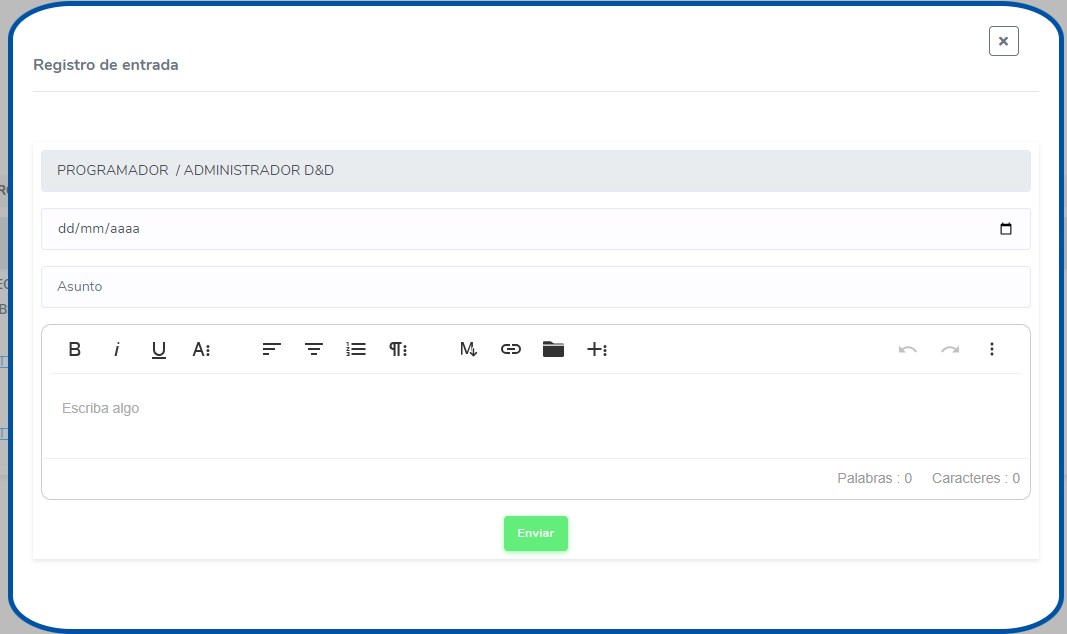 Registro de entrada
PROGRAMADOR / ADMINISTRADOR D&D
dd/mm/aaaa
Asunto
B i U A M
Escriba algo
Palabras : 0 Caracteres : 0
Enviar